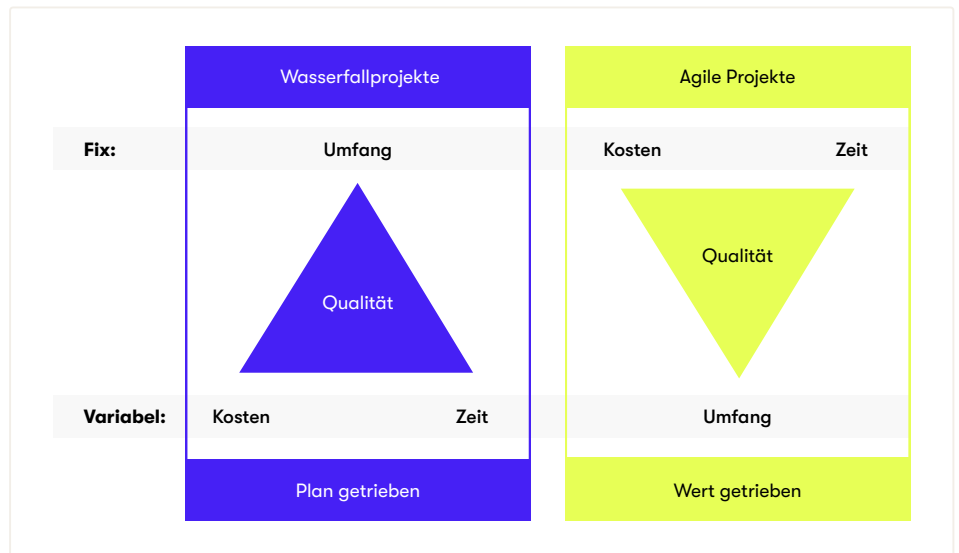 Wasserfallprojekte
Agile Projekte
Fix:
Umfang
Kosten
Zeit
Qualität
Qualität
Variabel:
Kosten
Zeit
Umfang
Plan getrieben
Wert getrieben